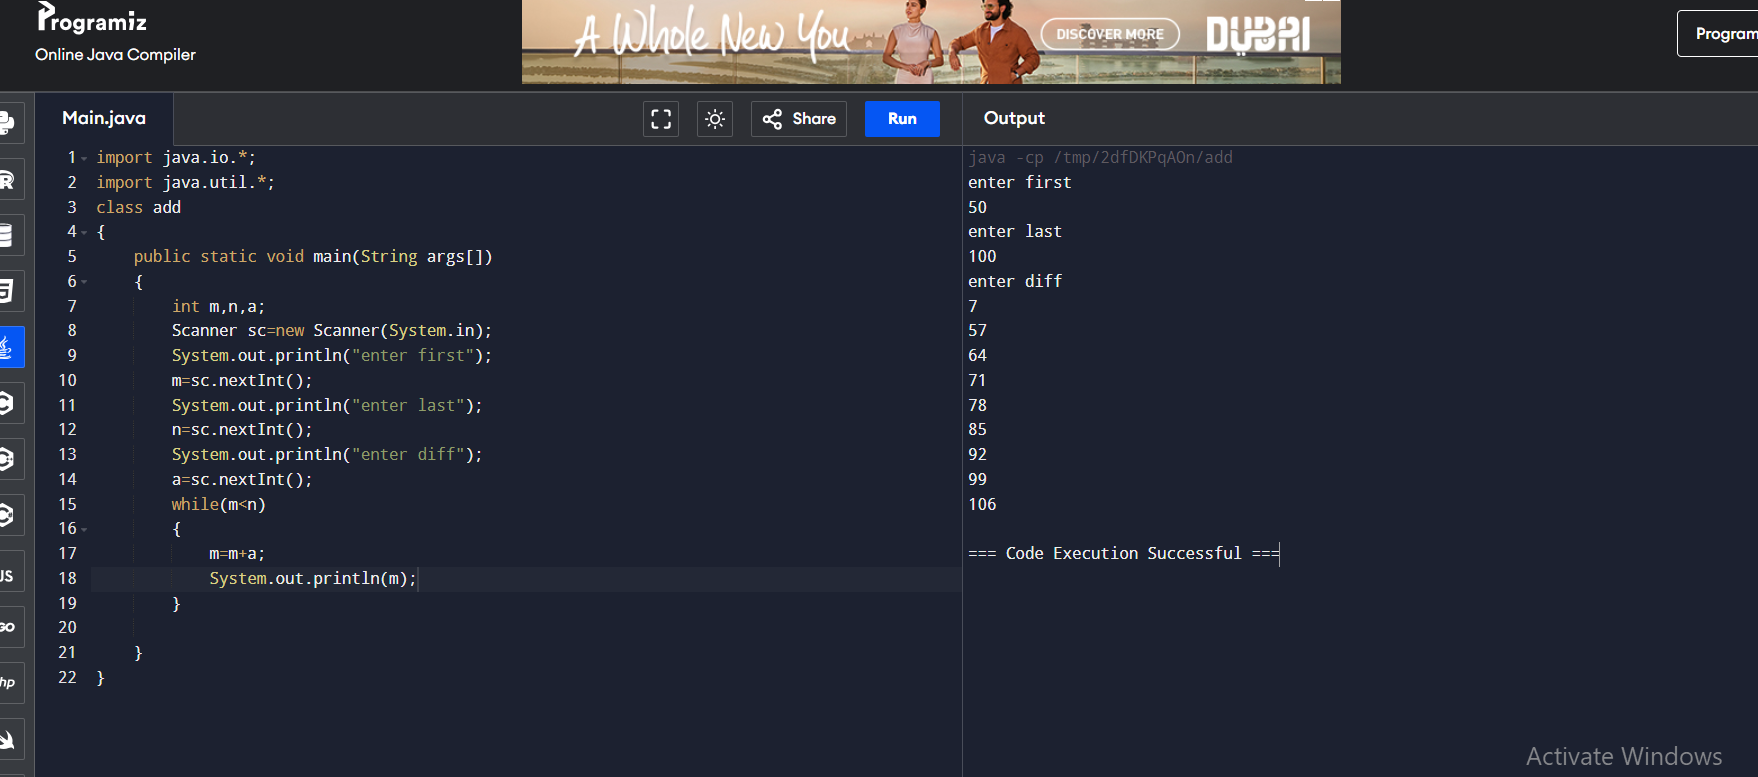 Programiz
Online Java Compiler
A Whole New You
DISCOVER MORE
DUBAI
Program
Main.java
Share
Run
Output
1 import java.io.*;
2 import java.util.*;
3 class add
4 {
5 public static void main(String args[])
6 {
7 int m,n,a;
8 Scanner sc=new Scanner(System.in);
9 System.out.println("enter first");
10 m=sc.nextInt();
11 System.out.println("enter last");
12 n=sc.nextInt();
13 System.out.println("enter diff");
14 a=sc.nextInt();
15 while(m<n)
16 {
17 m=m+a;
18 System.out.println(m);
19 }
20
21 }
22 }
java -cp /tmp/2dfDKPqAOn/add
enter first
50
enter last
100
enter diff
7
57
64
71
78
85
92
99
106
=== Code Execution Successful ===
JS
GO
hp
Activate Windows